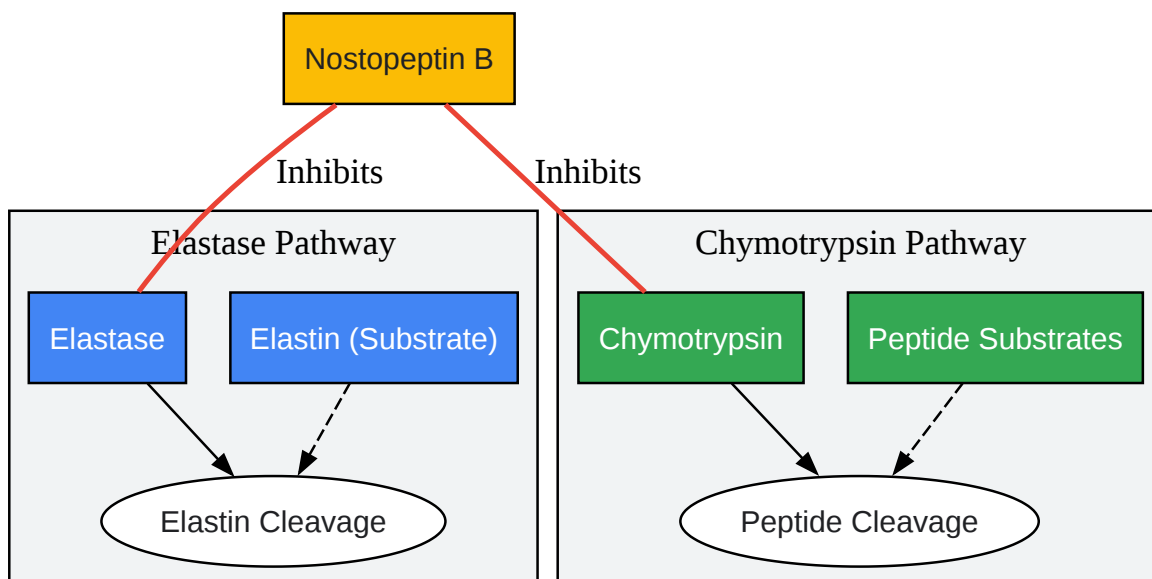 Nostopeptin B
Inhibits
Inhibits
Elastase Pathway
Chymotrypsin Pathway
Elastase
Elastin (Substrate)
Chymotrypsin
Peptide Substrates
Elastin Cleavage
Peptide Cleavage